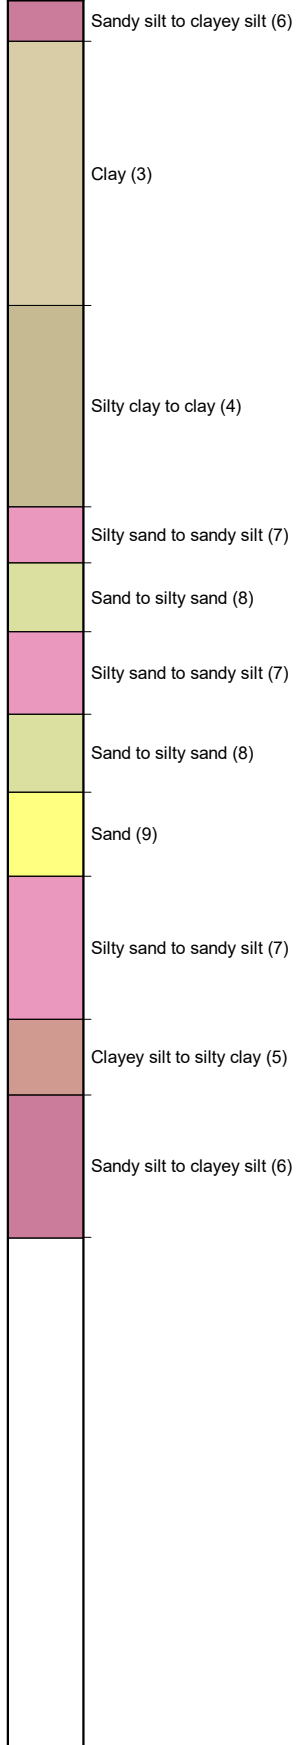 Sandy silt to clayey silt (6)
Clay (3)
Silty clay to clay (4)
Silty sand to sandy silt (7)
Sand to silty sand (8)
Silty sand to sandy silt (7)
Sand to silty sand (8)
Sand (9)
Silty sand to sandy silt (7)
Clayey silt to silty clay (5)
Sandy silt to clayey silt (6)